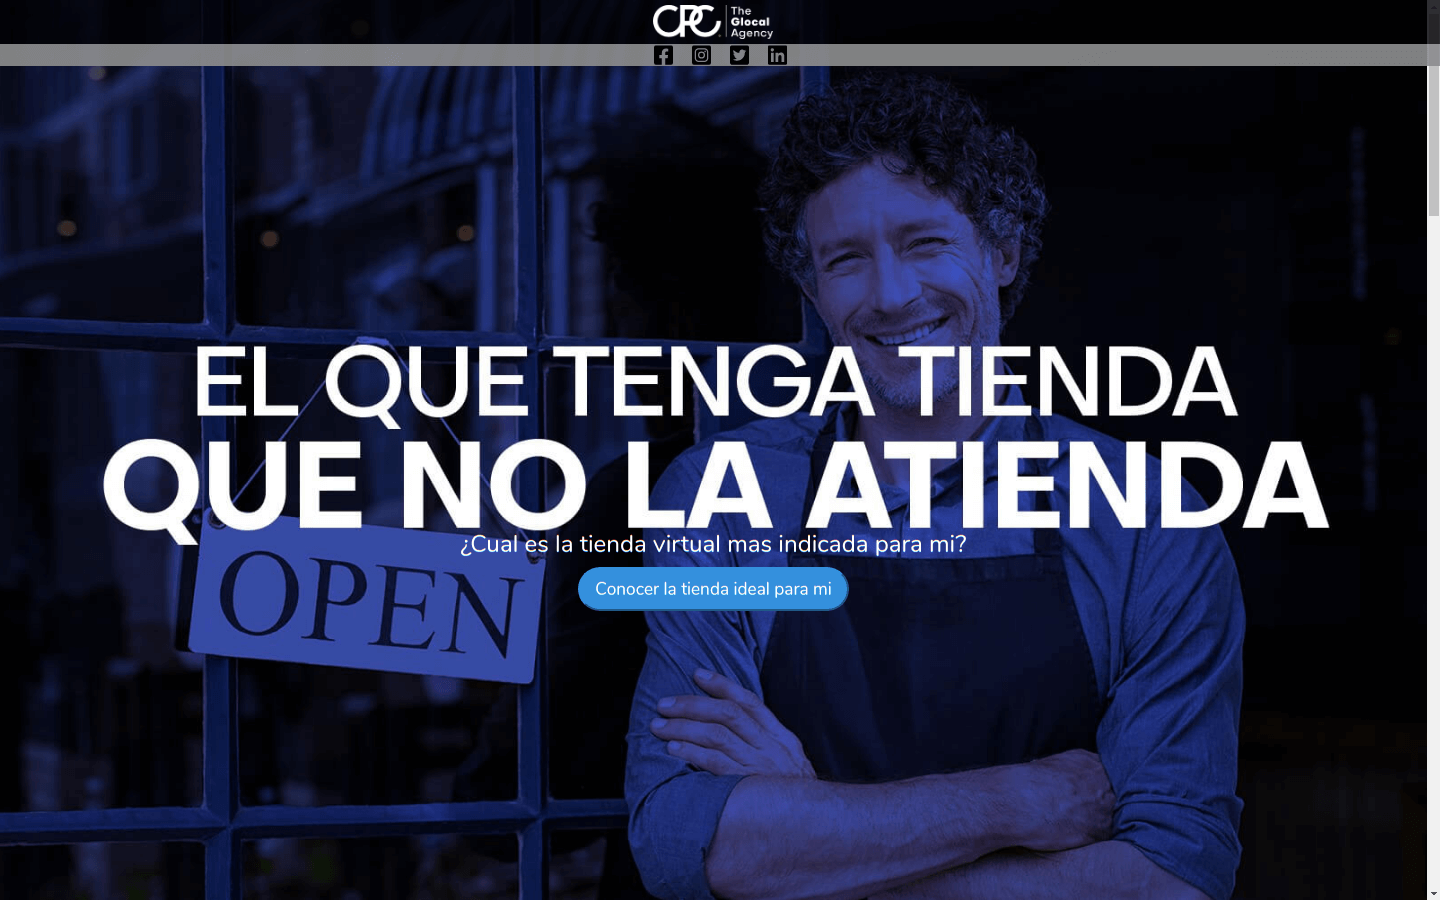 CPC.
The
Glocal
Agency
EL QUE TENGA TIENDA
QUE NO LA ATIENDA
¿Cual es la tienda virtual mas indicada para mi?
OPEN
Conocer la tienda ideal para mi